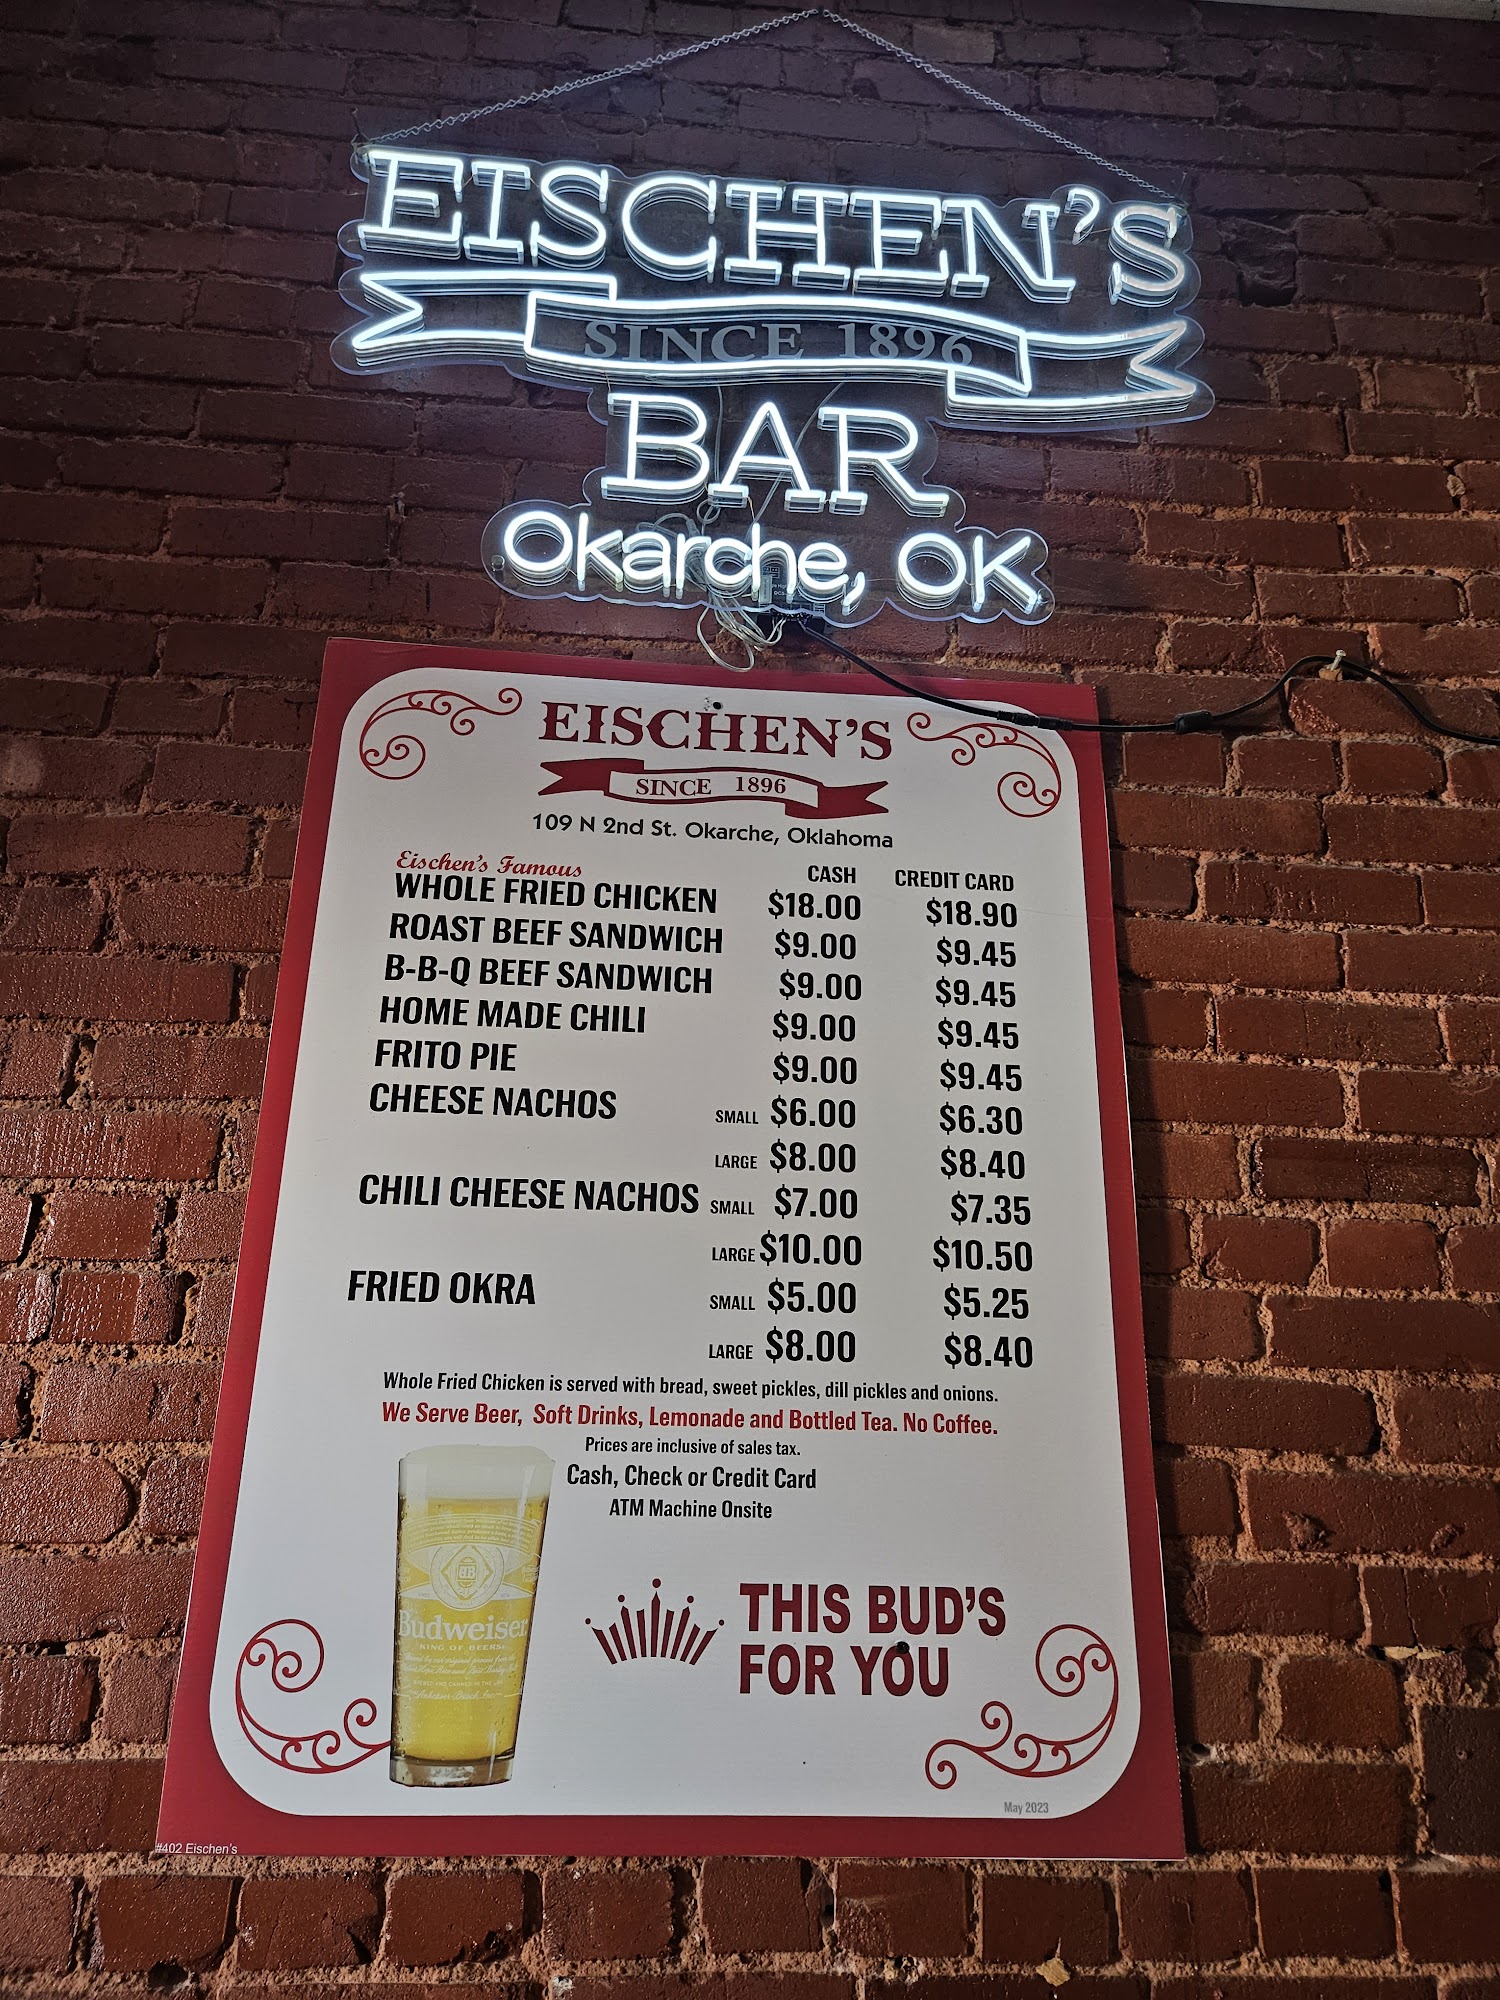 EISCHEN'S
SINCE 1896
BAR
Okarche, OK
EISCHEN'S
SINCE 1896
109 N 2nd St. Okarche, Oklahoma
Eischen's Famous CASH CREDIT CARD
WHOLE FRIED CHICKEN $18.00 $18.90
ROAST BEEF SANDWICH $9.00 $9.45
B-B-Q BEEF SANDWICH $9.00 $9.45
HOME MADE CHILI $9.00 $9.45
FRITO PIE $9.00 $9.45
CHEESE NACHOS SMALL $6.00 $6.30
LARGE $8.00 $8.40
CHILI CHEESE NACHOS SMALL $7.00 $7.35
LARGE $10.00 $10.50
FRIED OKRA SMALL $5.00 $5.25
LARGE $8.00 $8.40
Whole Fried Chicken is served with bread, sweet pickles, dill pickles and onions.
We Serve Beer, Soft Drinks, Lemonade and Bottled Tea. No Coffee.
Prices are inclusive of sales tax.
Cash, Check or Credit Card
ATM Machine Onsite
Budweiser
KING OF BEERS
THIS BUD'S
FOR YOU
May 2023
#402 Eischen's